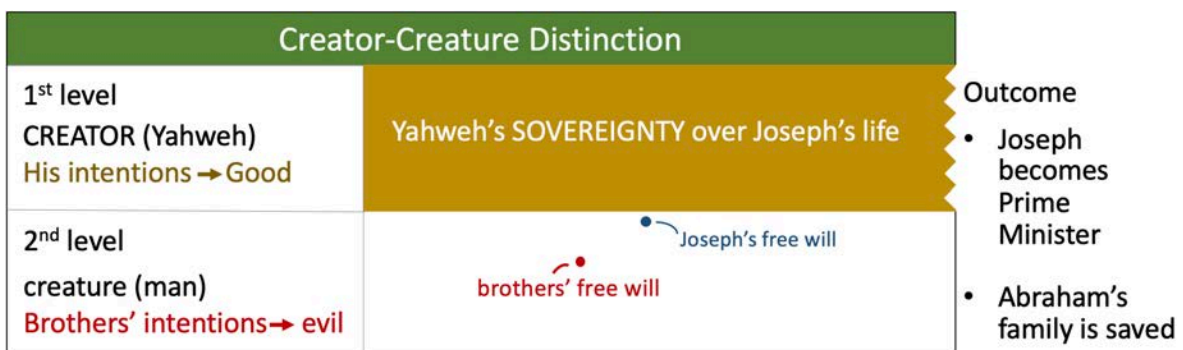 Creator-Creature Distinction
1st level
CREATOR (Yahweh)
His intentions → Good
Yahweh's SOVEREIGNTY over Joseph's life
2nd level
creature (man)
Brothers' intentions → evil
Joseph's free will
brothers' free will
Outcome
• Joseph
becomes
Prime
Minister
• Abraham's
family is saved